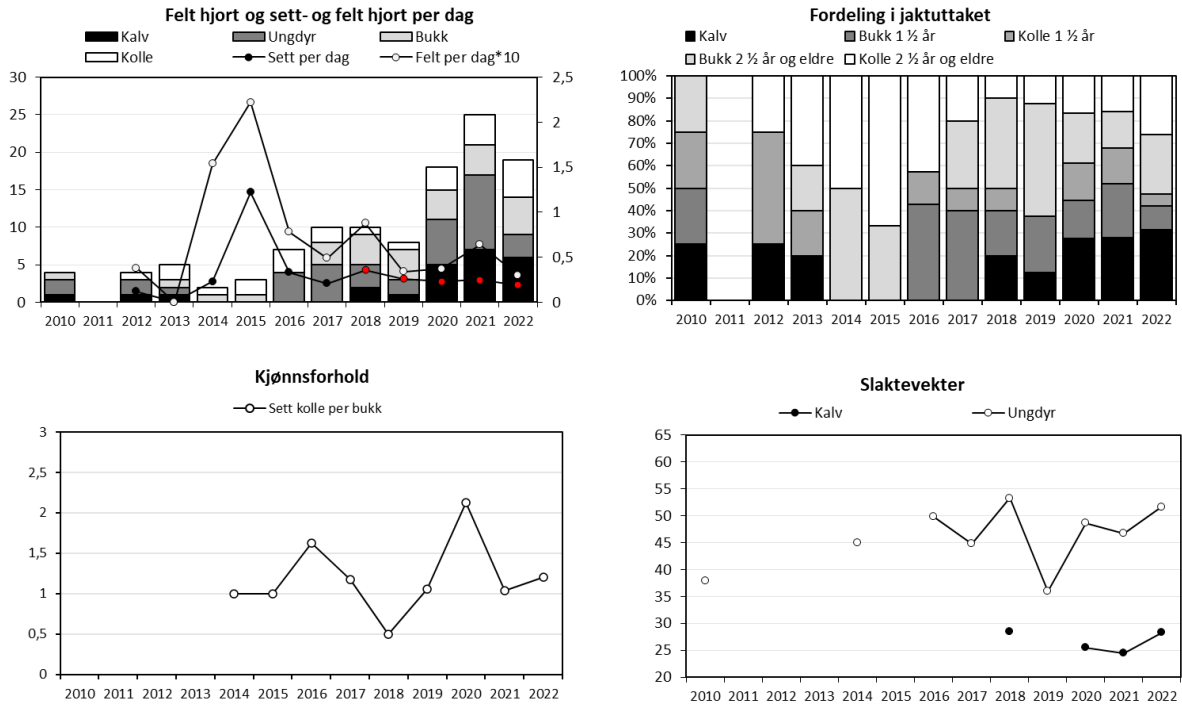 Felt hjort og sett- og felt hjort per dag
Kalv Ungdyr Bukk
Kolle Sett per dag Felt per dag*10
30 2,5
25 2
20
15 1,5
10 1
5 0,5
0 0
2010 2011 2012 2013 2014 2015 2016 2017 2018 2019 2020 2021 2022
Fordeling i jaktuttaket
Kalv Bukk 1 ½ år Kolle 1 ½ år
Bukk 2 ½ år og eldre Kolle 2 ½ år og eldre
100%
90%
80%
70%
60%
50%
40%
30%
20%
10%
0%
2010 2011 2012 2013 2014 2015 2016 2017 2018 2019 2020 2021 2022
Kjønnsforhold
Sett kolle per bukk
3
2,5
2
1,5
1
0,5
0
2010 2011 2012 2013 2014 2015 2016 2017 2018 2019 2020 2021 2022
Slaktevekter
Kalv Ungdyr
65
60
55
50
45
40
35
30
25
20
2010 2011 2012 2013 2014 2015 2016 2017 2018 2019 2020 2021 2022